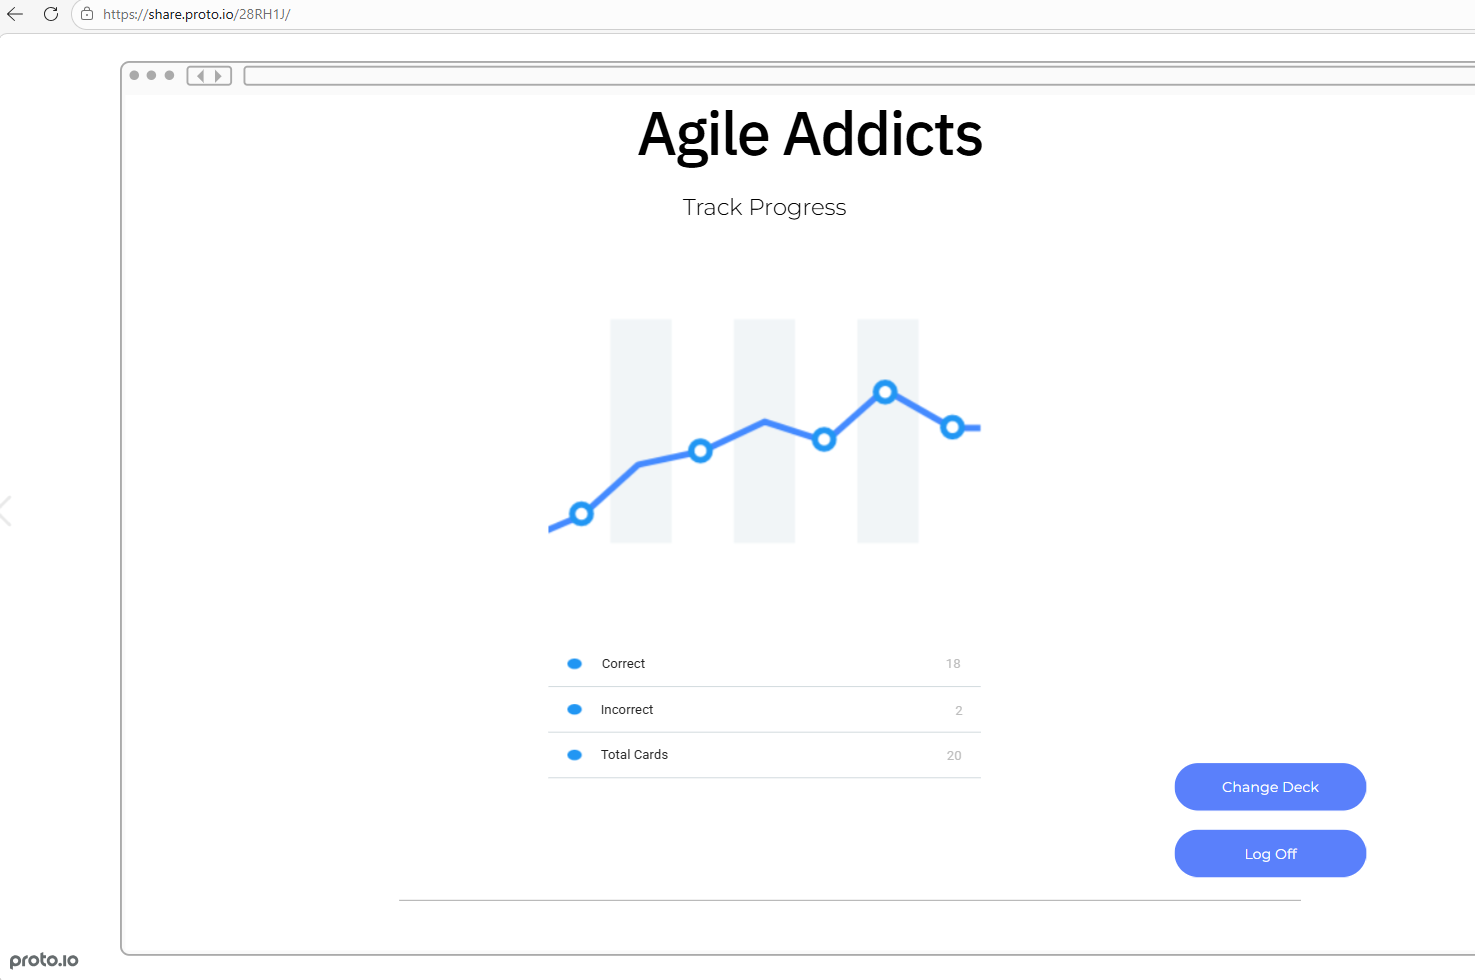 https://share.proto.io/28RH1J/
Agile Addicts
Track Progress
Correct 18
Incorrect 2
Total Cards 20
Change Deck
Log Off
proto.io